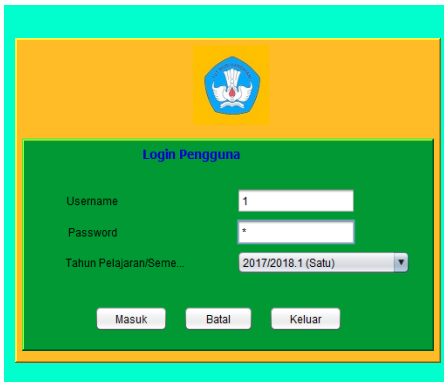 Login Pengguna
Username 1
Password *
Tahun Pelajaran/Seme... 2017/2018.1 (Satu)
Masuk Batal Keluar